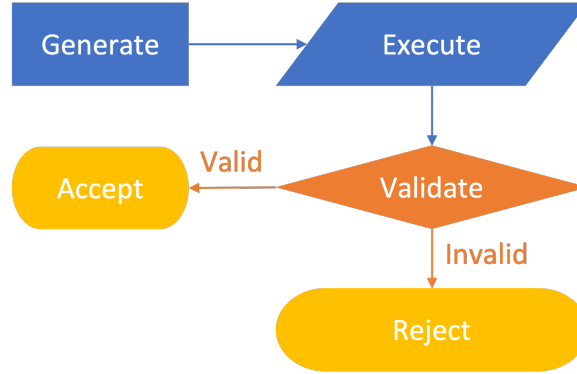 Generate
Execute
Valid
Accept
Validate
Invalid
Reject